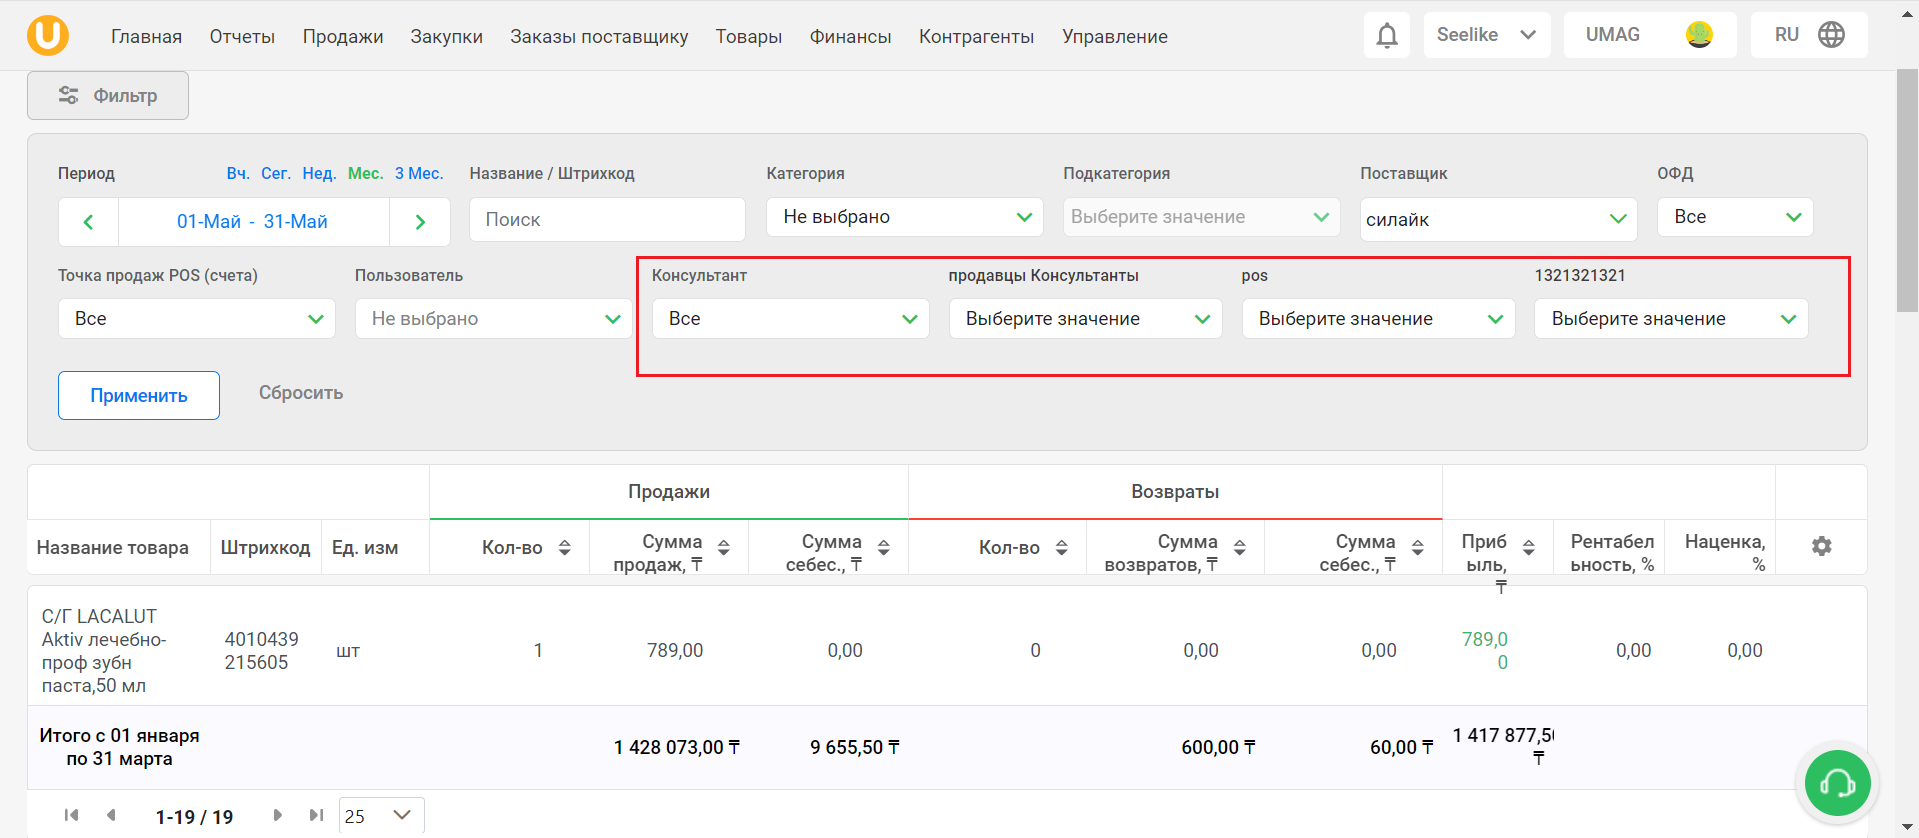 U
Главная Отчеты Продажи Закупки Заказы поставщику Товары Финансы Контрагенты Управление Seelike UMAG RU
Фильтр
Период Вч. Сег. Нед. Мес. 3 Мес. Название / Штрихкод Категория Подкатегория Поставщик ОФД
01-Май - 31-Май Поиск Не выбрано Выберите значение силайк Все
Точка продаж POS (счета) Пользователь Консультант продавцы Консультанты pos 1321321321
Все Не выбрано Все Выберите значение Выберите значение Выберите значение
Применить Сбросить
Продажи Возвраты
Название товара Штрихкод Ед. изм Кол-во Сумма продаж, ₸ Сумма себес., ₸ Кол-во Сумма возвратов, ₸ Сумма себес., ₸ Прибыль, ₸ Рентабельность, % Наценка, %
С/Г LACALUT
Aktiv лечебно-
проф зубн
паста,50 мл
4010439
215605
шт 1 789,00 0,00 0 0,00 0,00 789,00 0,00 0,00
Итого с 01 января
по 31 марта
1 428 073,00 ₸ 9 655,50 ₸ 600,00 ₸ 60,00 ₸ 1 417 877,5 ₸
1-19 / 19 25